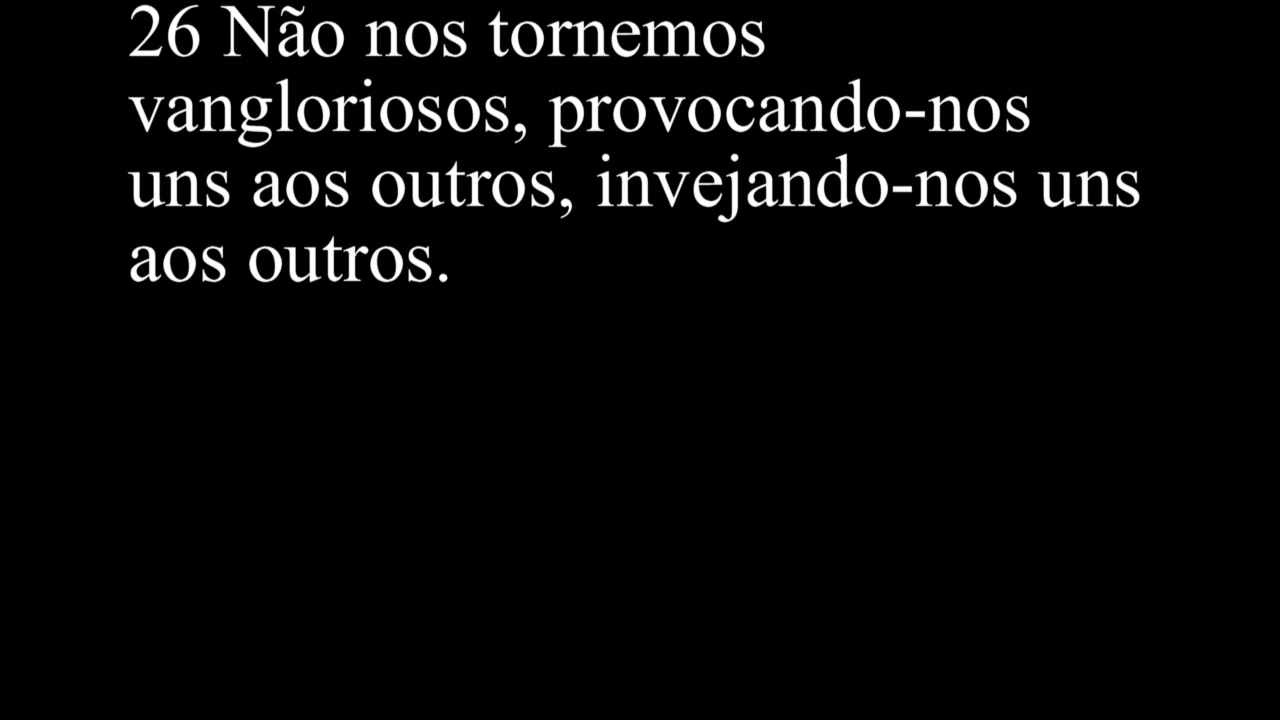 26 Não nos tornemos
vangloriosos, provocando-nos
uns aos outros, invejando-nos uns
aos outros.